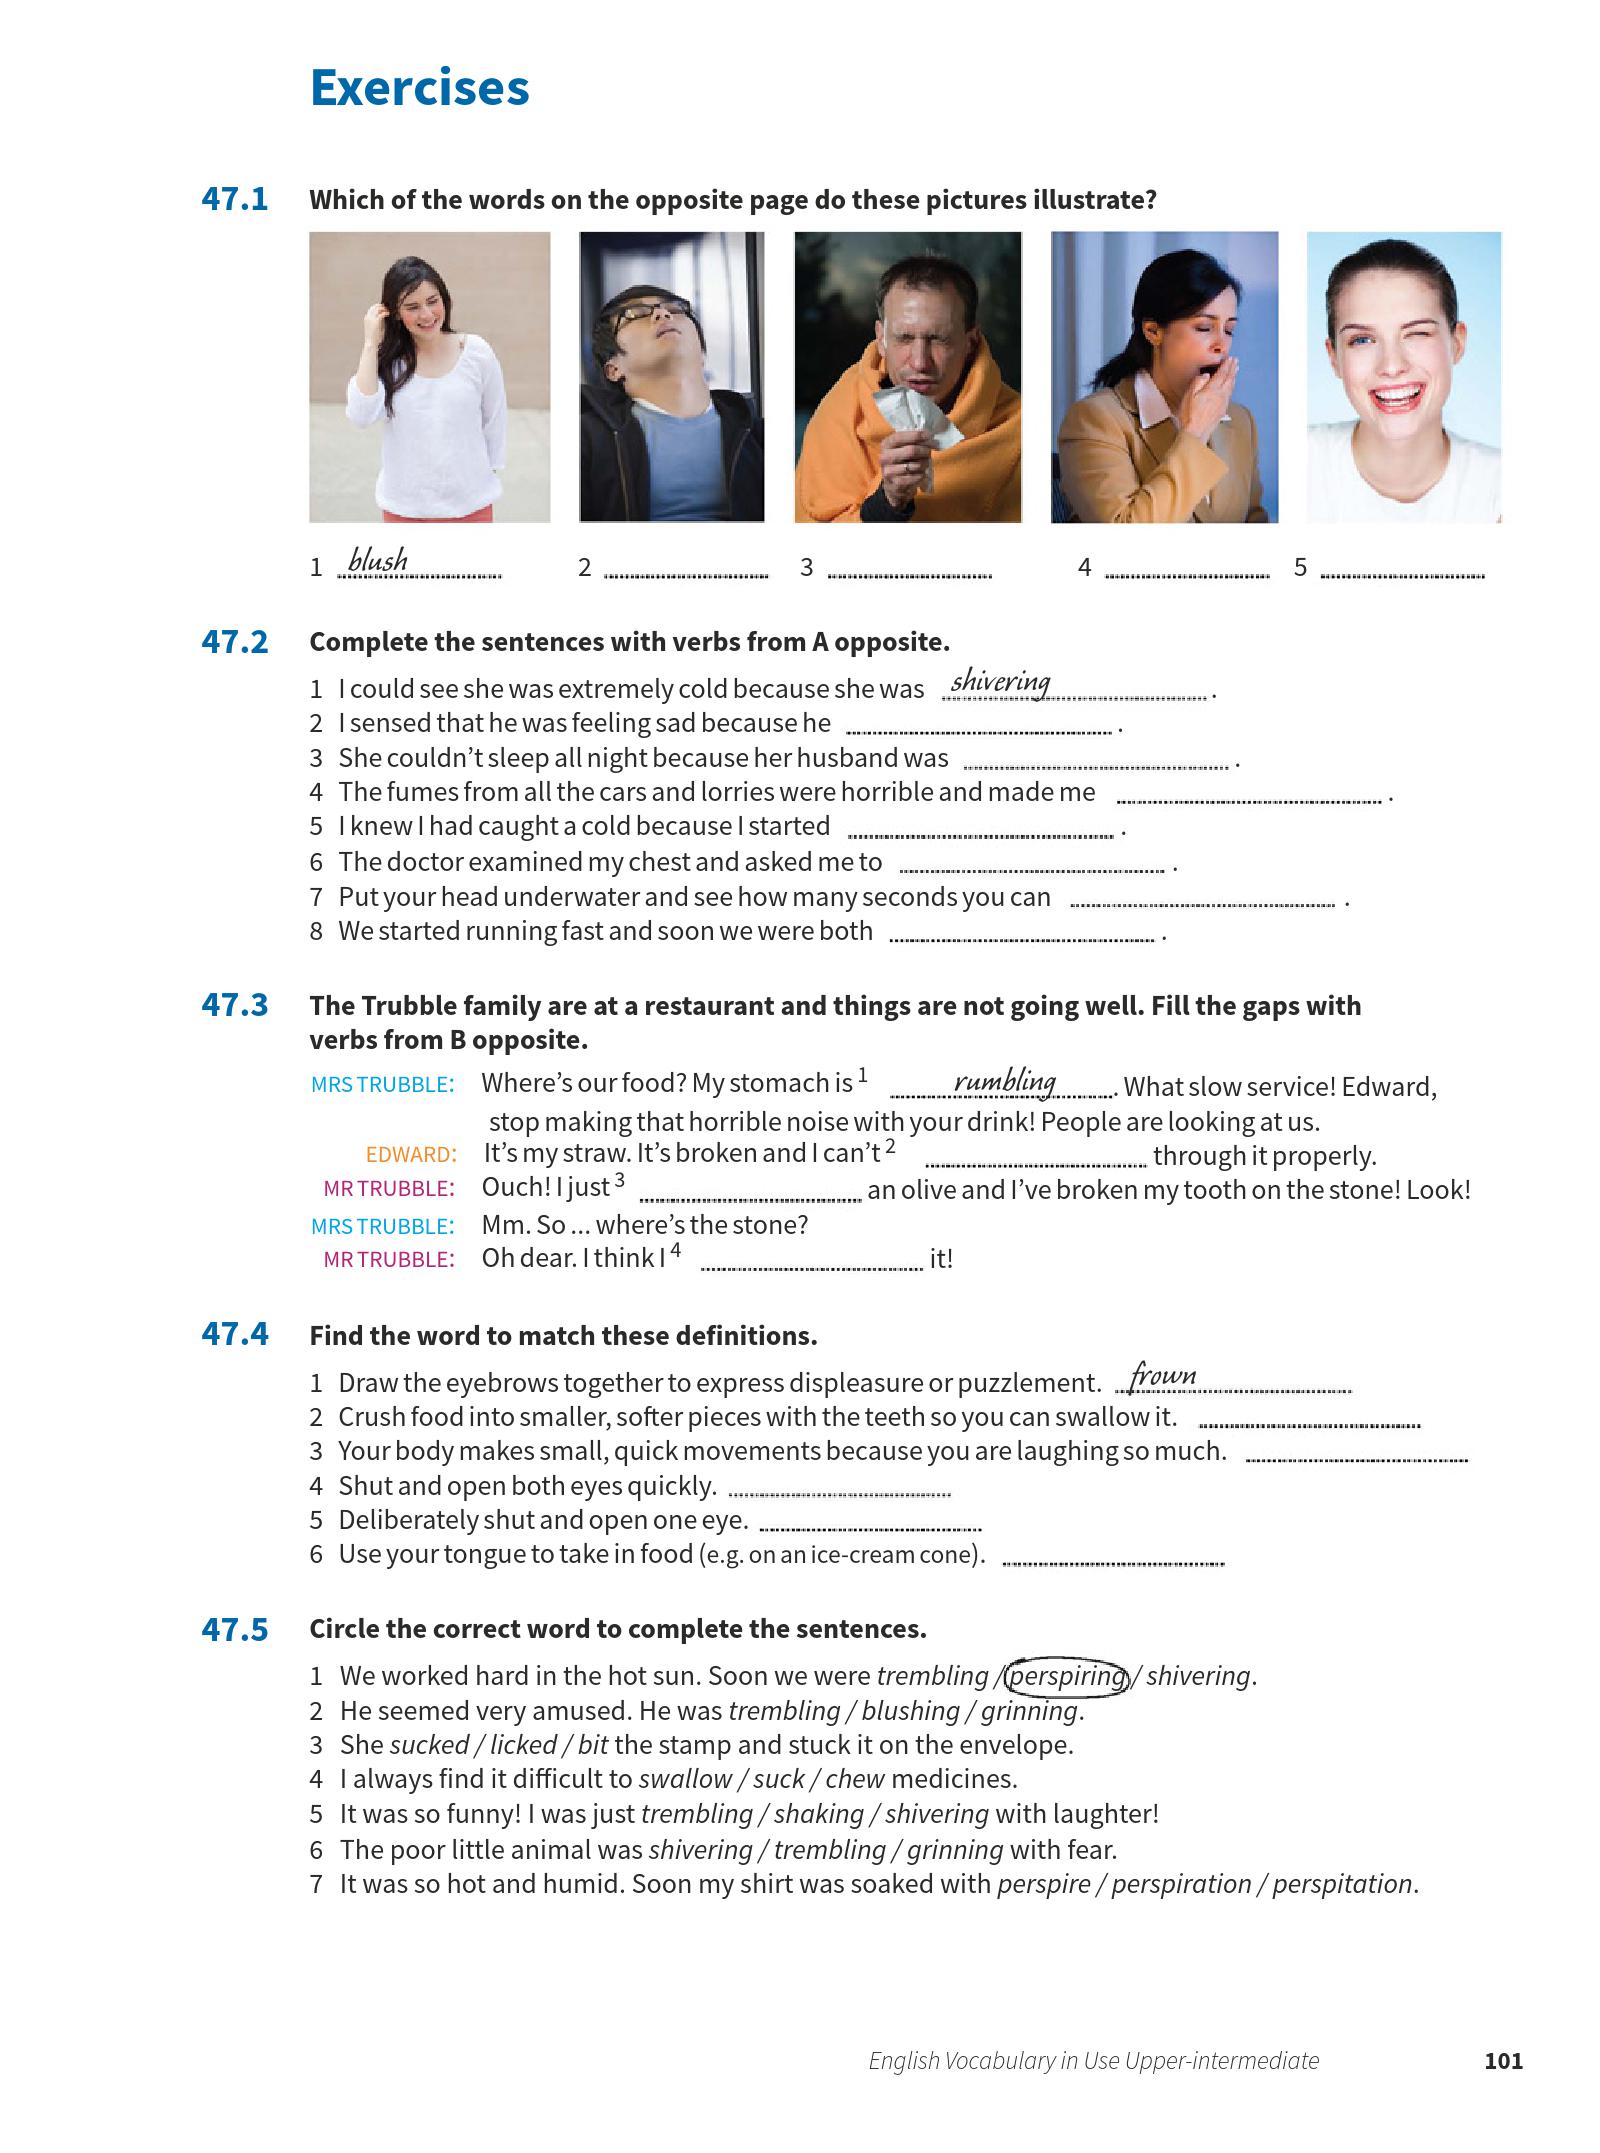 Exercises
47.1 Which of the words on the opposite page do these pictures illustrate?
1 blush 2 3 4 5
47.2 Complete the sentences with verbs from A opposite.
1 I could see she was extremely cold because she was shivering .
2 I sensed that he was feeling sad because he .
3 She couldn’t sleep all night because her husband was .
4 The fumes from all the cars and lorries were horrible and made me .
5 I knew I had caught a cold because I started .
6 The doctor examined my chest and asked me to .
7 Put your head underwater and see how many seconds you can .
8 We started running fast and soon we were both .
47.3 The Trubble family are at a restaurant and things are not going well. Fill the gaps with
verbs from B opposite.
MRS TRUBBLE: Where’s our food? My stomach is 1 rumbling. What slow service! Edward,
stop making that horrible noise with your drink! People are looking at us.
EDWARD: It’s my straw. It’s broken and I can’t 2 through it properly.
MR TRUBBLE: Ouch! I just 3 an olive and I’ve broken my tooth on the stone! Look!
MRS TRUBBLE: Mm. So ... where’s the stone?
MR TRUBBLE: Oh dear. I think I 4 it!
47.4 Find the word to match these definitions.
1 Draw the eyebrows together to express displeasure or puzzlement. frown
2 Crush food into smaller, softer pieces with the teeth so you can swallow it.
3 Your body makes small, quick movements because you are laughing so much.
4 Shut and open both eyes quickly.
5 Deliberately shut and open one eye.
6 Use your tongue to take in food (e.g. on an ice-cream cone).
47.5 Circle the correct word to complete the sentences.
1 We worked hard in the hot sun. Soon we were trembling / perspiring / shivering.
2 He seemed very amused. He was trembling / blushing / grinning.
3 She sucked / licked / bit the stamp and stuck it on the envelope.
4 I always find it difficult to swallow / suck / chew medicines.
5 It was so funny! I was just trembling / shaking / shivering with laughter!
6 The poor little animal was shivering / trembling / grinning with fear.
7 It was so hot and humid. Soon my shirt was soaked with perspire / perspiration / perspitation.
English Vocabulary in Use Upper-intermediate 101